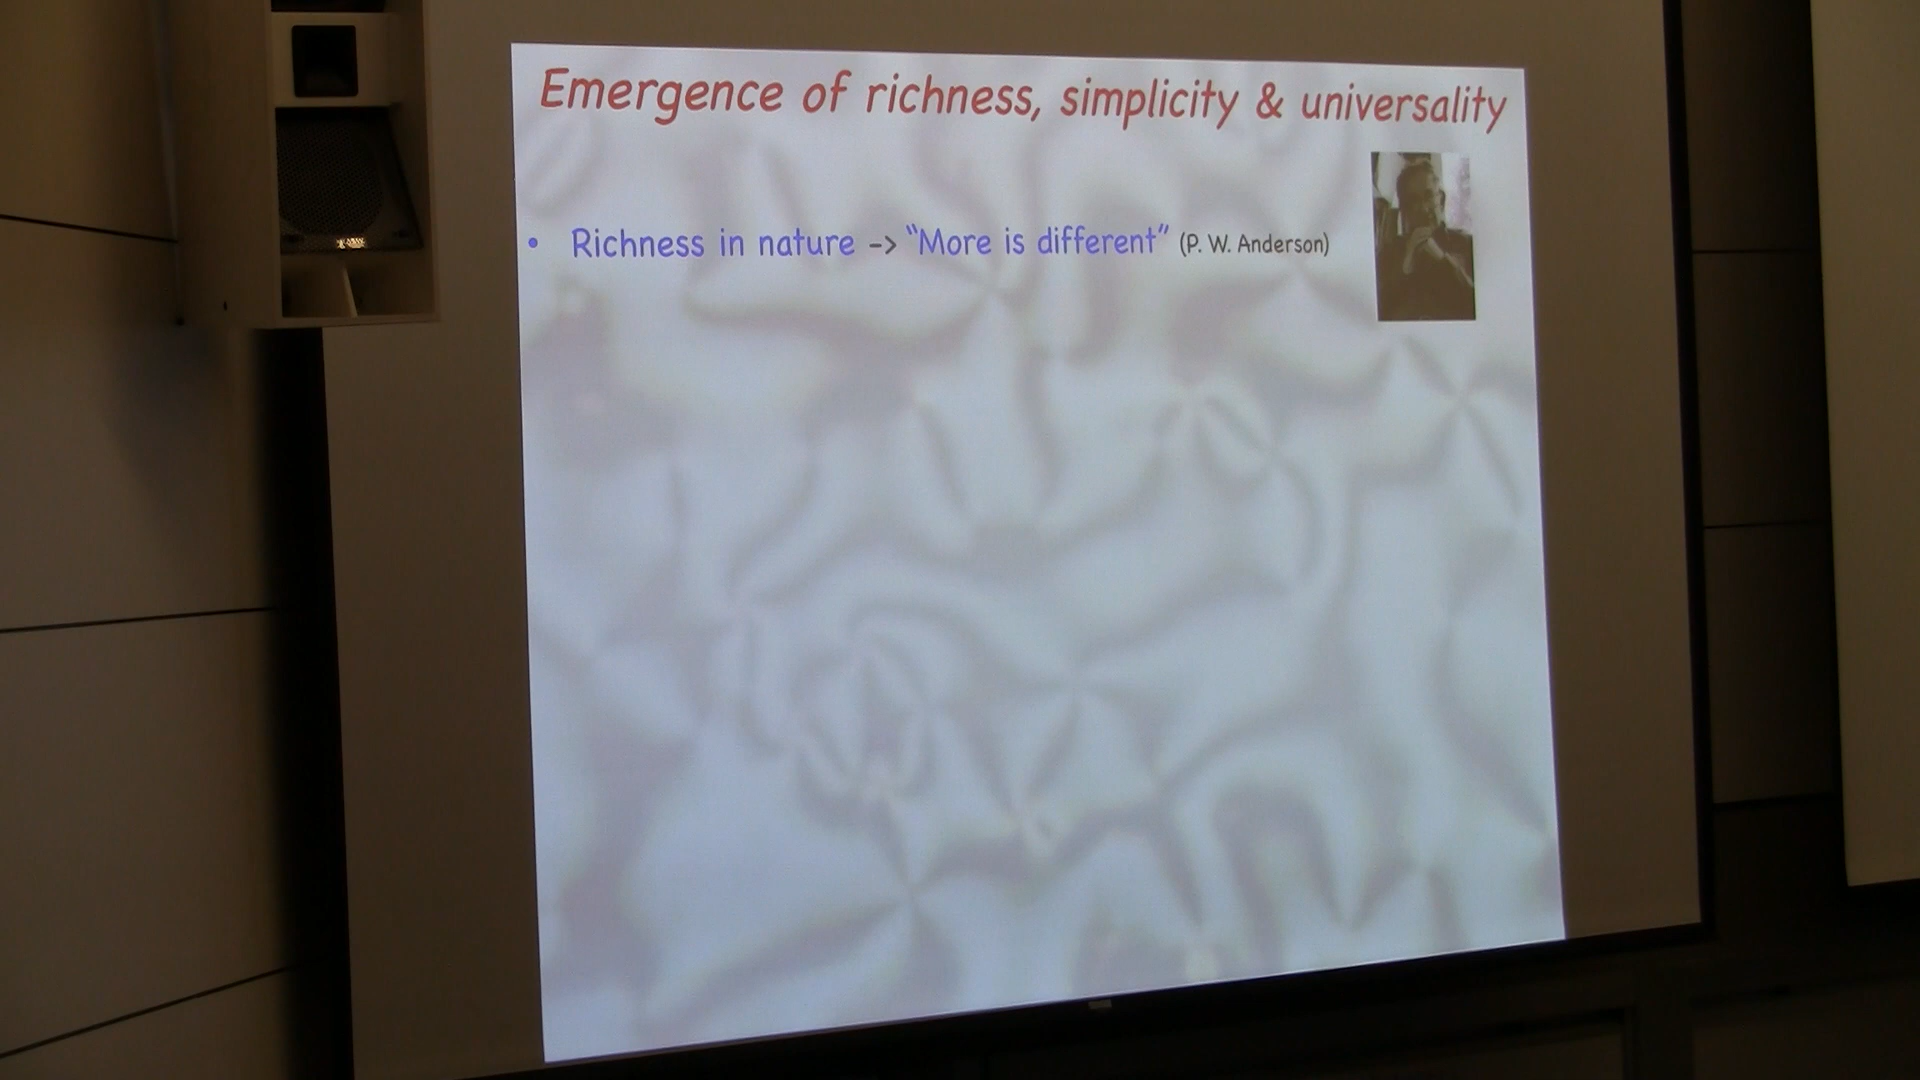 Emergence of richness, simplicity & universality
• Richness in nature -> “More is different” (P. W. Anderson)